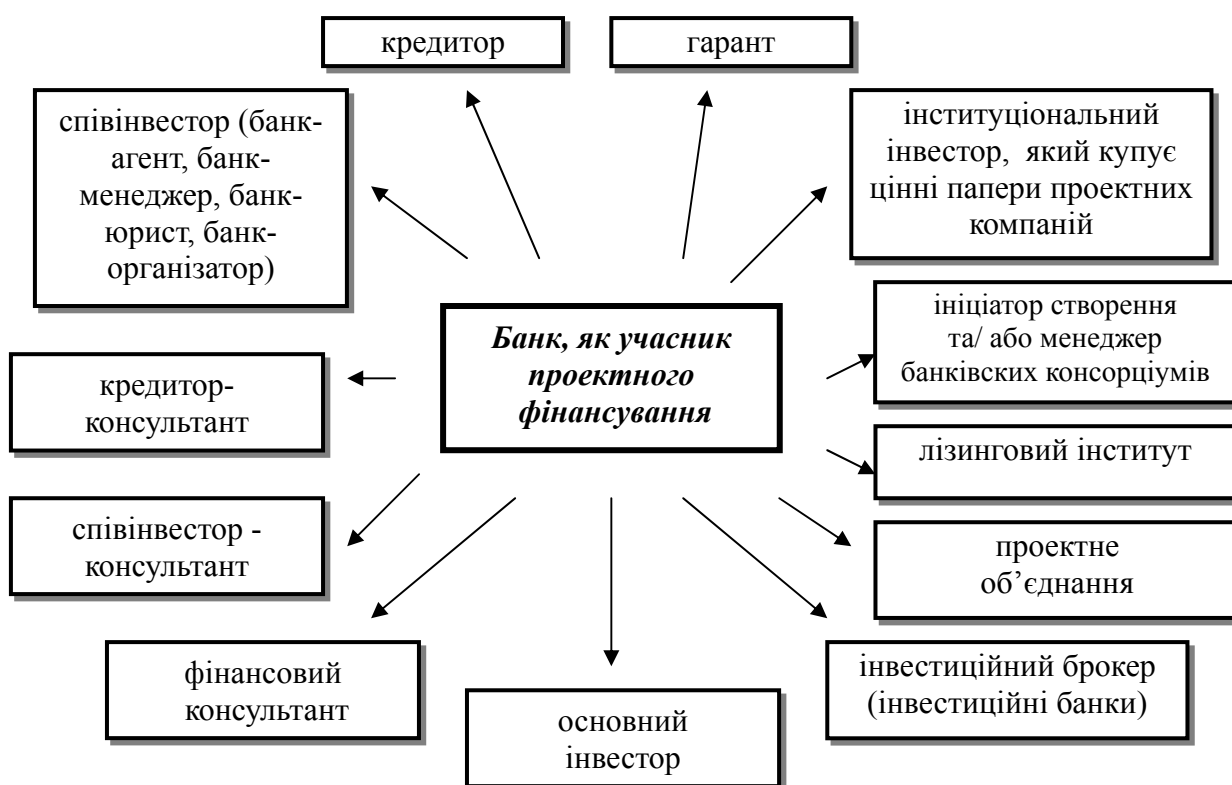 кредитор
гарант
співінвестор (банк-
агент, банк-
менеджер, банк-
юрист, банк-
організатор)
інституціональний
інвестор, який купує
цінні папери проектних
компаній
Банк, як учасник
проектного
фінансування
ініціатор створення
та/ або менеджер
банківских консорціумів
кредитор-
консультант
лізинговий інститут
співінвестор -
консультант
проектне
об’єднання
фінансовий
консультант
основний
інвестор
інвестиційний брокер
(інвестиційні банки)